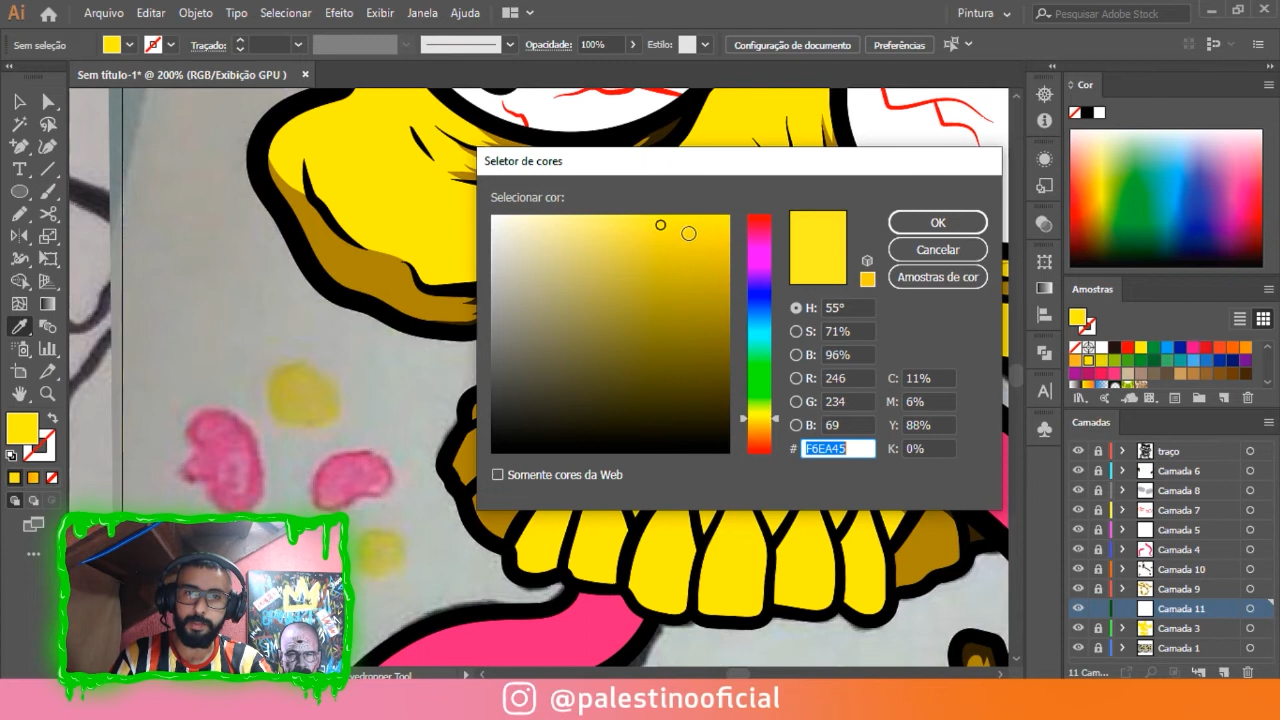 Ai
Arquivo Editar Objeto Tipo Selecionar Efeito Exibir Janela Ajuda
Pintura
Pesquisar Adobe Stock
Sem seleção
Traçado:
Opacidade: 100%
Estilo:
Configuração de documento
Preferências
Sem título-1* @ 200% (RGB/Exibição GPU )
Cor
Seletor de cores
Selecionar cor:
OK
Cancelar
Amostras de cor
H: 55°
S: 71%
B: 96%
R: 246
C: 11%
G: 234
M: 6%
B: 69
Y: 88%
# F6EA45
K: 0%
Somente cores da Web
Amostras
Camadas
traço
Camada 6
Camada 8
Camada 7
Camada 5
Camada 4
Camada 10
Camada 9
Camada 11
Camada 3
Camada 1
11 Cam...
Tool
@palestinooficial